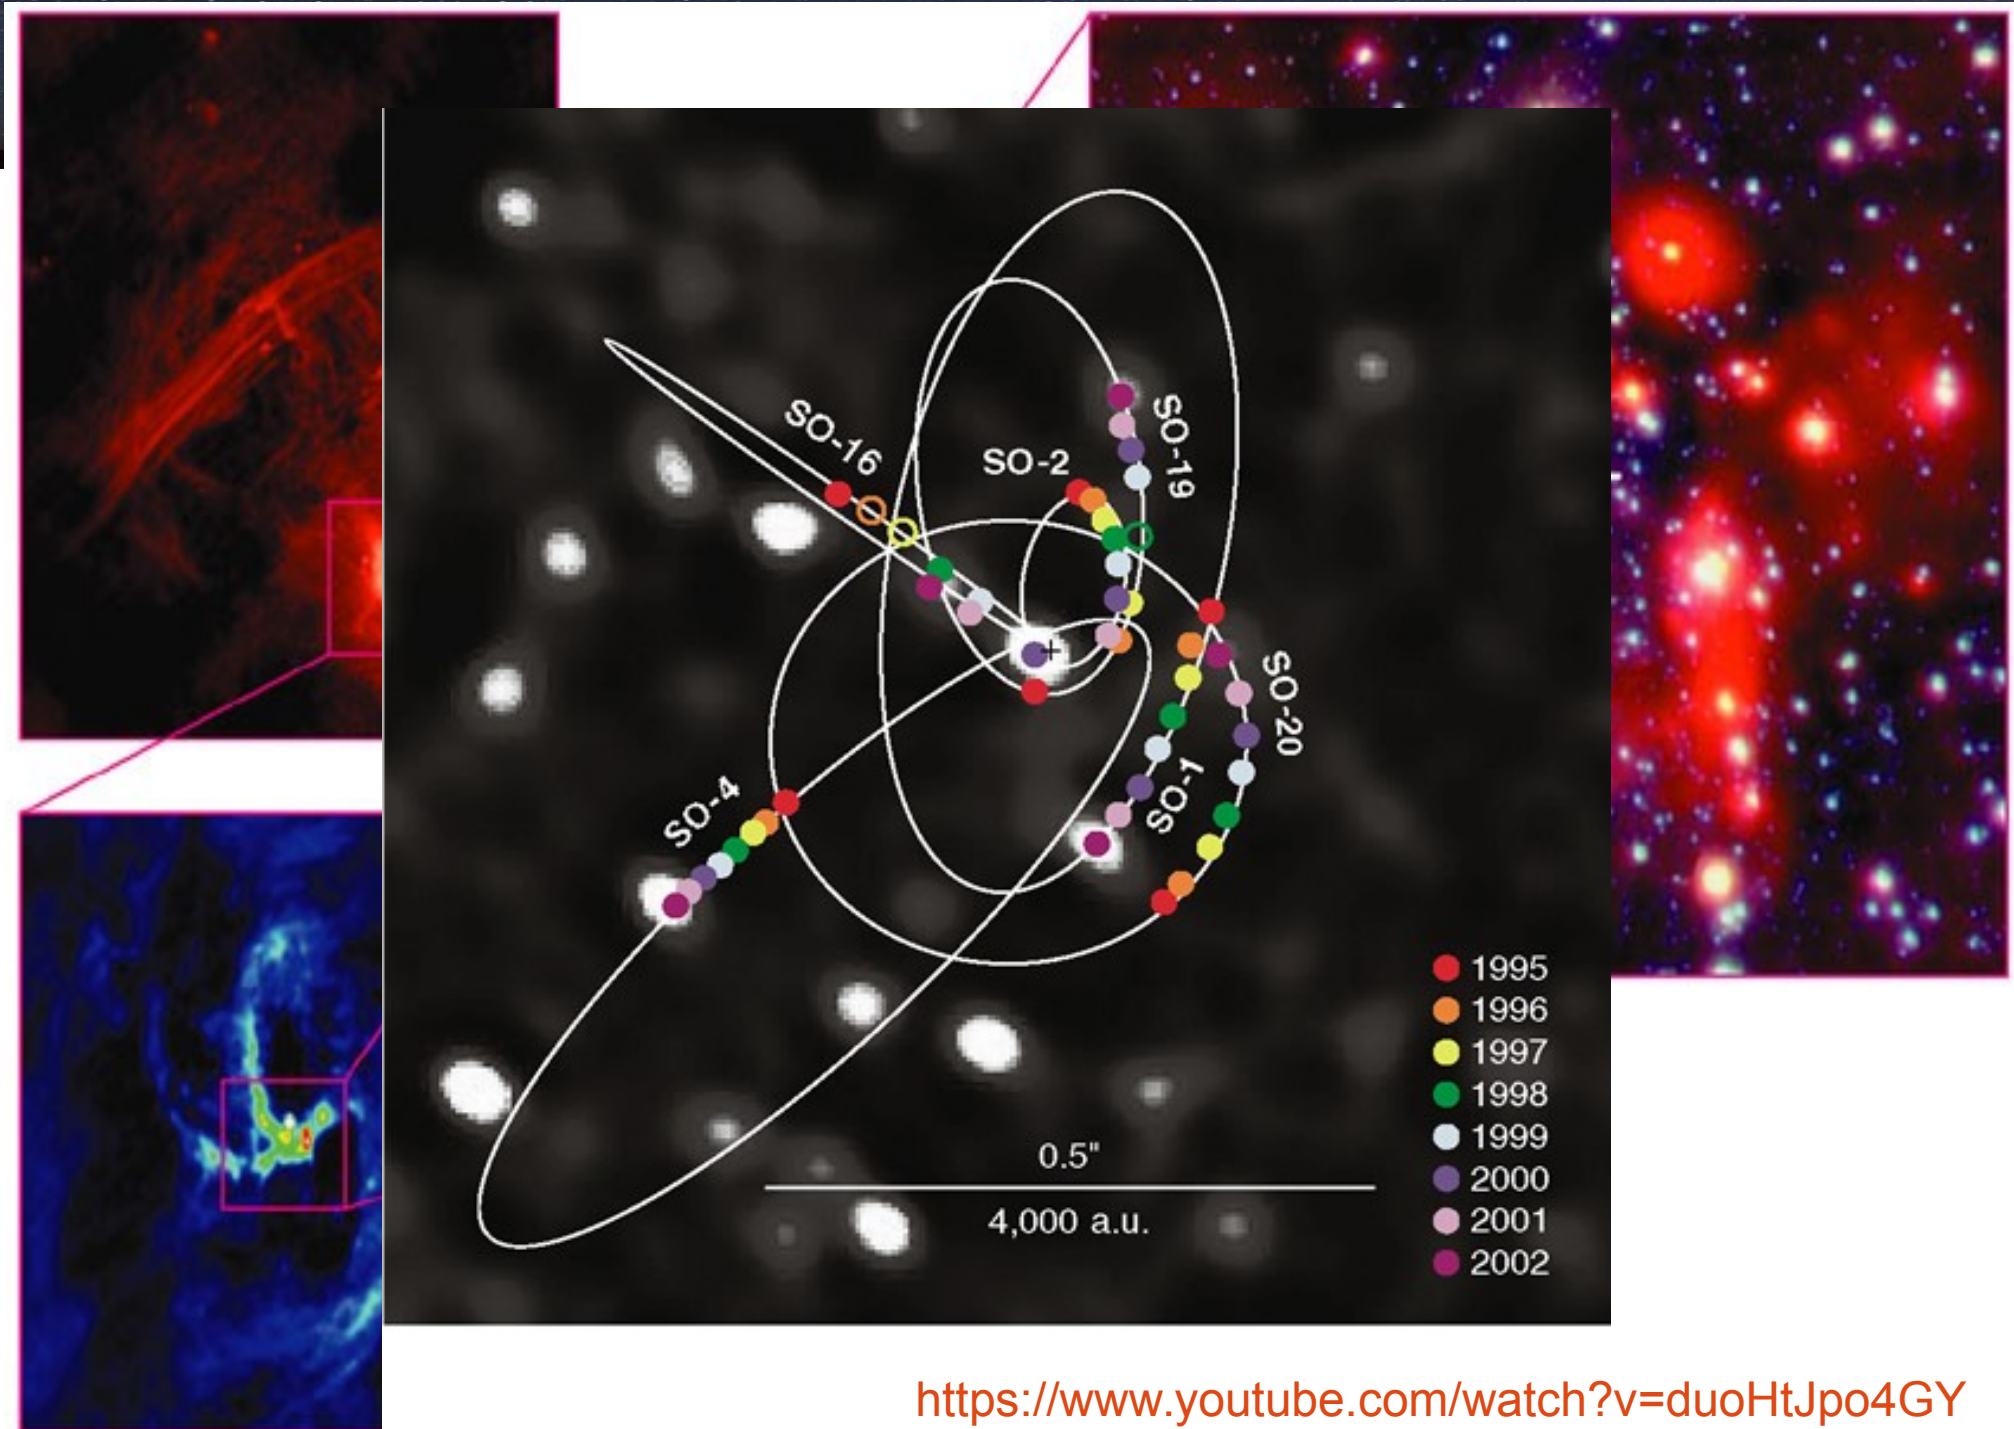 SO-16
SO-2
SO-19
SO-20
SO-1
SO-4
1995
1996
1997
1998
1999
2000
2001
2002
0.5"
4,000 a.u.
https://www.youtube.com/watch?v=duoHtJpo4GY